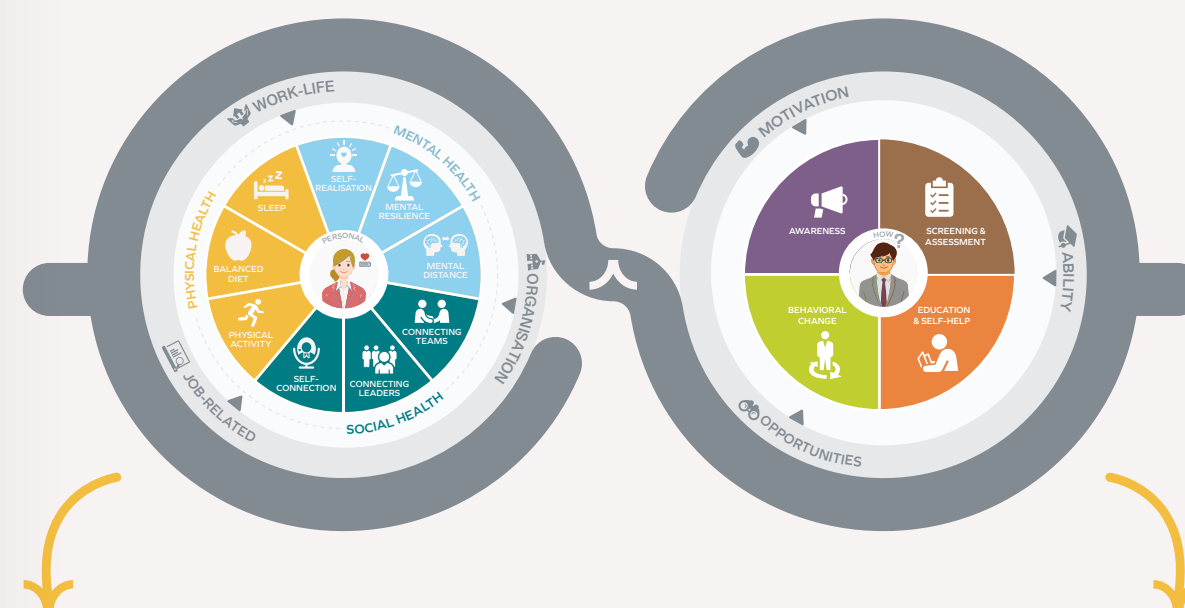 WORK-LIFE
MENTAL HEALTH
PHYSICAL HEALTH
SOCIAL HEALTH
ORGANISATION
JOB-RELATED
PERSONAL
SELF-
REALISATION
MENTAL
RESILIENCE
MENTAL
DISTANCE
CONNECTING
TEAMS
CONNECTING
LEADERS
SELF-
CONNECTION
PHYSICAL
ACTIVITY
BALANCED
DIET
zzZ
SLEEP
MOTIVATION
ABILITY
OPPORTUNITIES
HOW?
AWARENESS
SCREENING &
ASSESSMENT
BEHAVIORAL
CHANGE
EDUCATION
& SELF-HELP